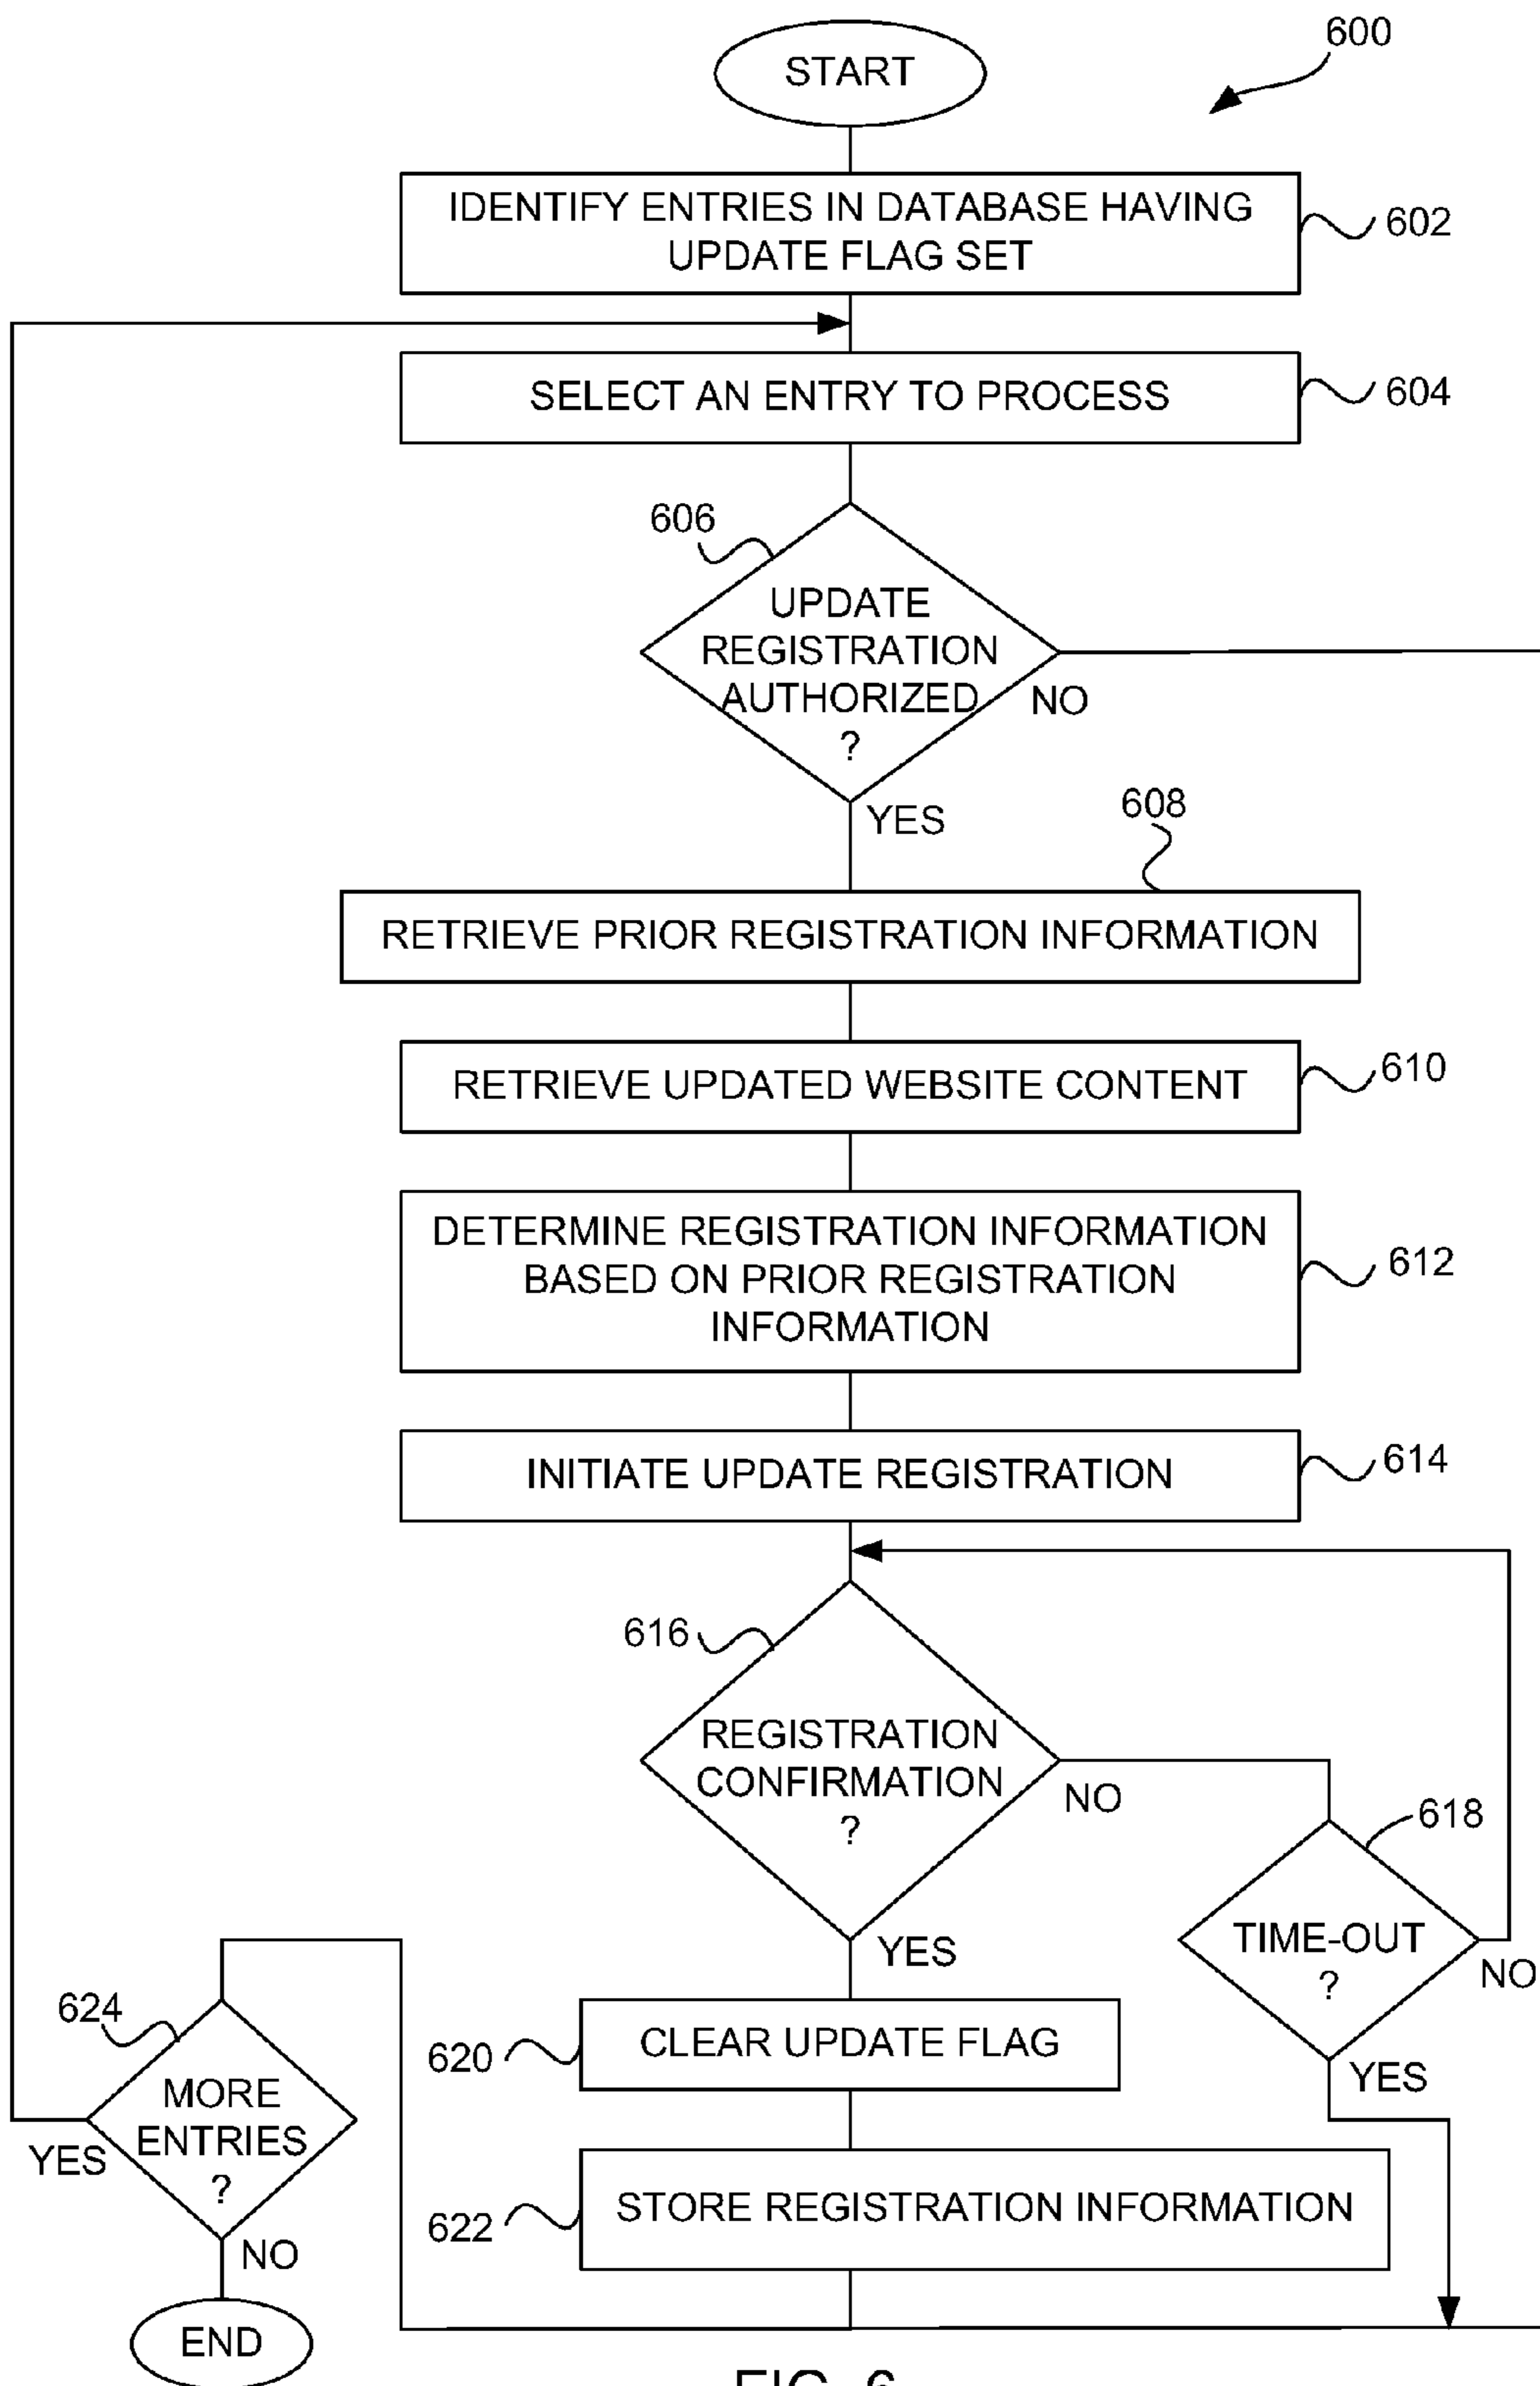 600
START
IDENTIFY ENTRIES IN DATABASE HAVING
UPDATE FLAG SET
602
SELECT AN ENTRY TO PROCESS
604
606
UPDATE
REGISTRATION
AUTHORIZED
?
NO
YES
608
RETRIEVE PRIOR REGISTRATION INFORMATION
RETRIEVE UPDATED WEBSITE CONTENT
610
DETERMINE REGISTRATION INFORMATION
BASED ON PRIOR REGISTRATION
INFORMATION
612
INITIATE UPDATE REGISTRATION
614
616
REGISTRATION
CONFIRMATION
?
NO
YES
618
TIME-OUT
?
NO
YES
620
CLEAR UPDATE FLAG
622
STORE REGISTRATION INFORMATION
624
MORE
ENTRIES
?
YES
NO
END
FIG. 6